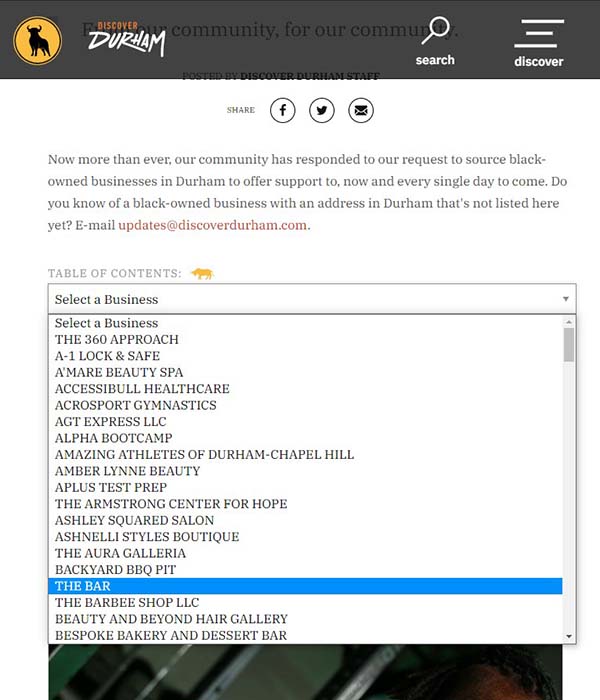 DISCOVER
DURHAM
search
discover
community, for our community.
POSTED BY DISCOVER DURHAM STAFF
SHARE
Now more than ever, our community has responded to our request to source black-
owned businesses in Durham to offer support to, now and every single day to come. Do
you know of a black-owned business with an address in Durham that's not listed here
yet? E-mail updates@discoverdurham.com.
TABLE OF CONTENTS:
Select a Business
Select a Business
THE 360 APPROACH
A-1 LOCK & SAFE
A'MARE BEAUTY SPA
ACCESSIBULL HEALTHCARE
ACROSPORT GYMNASTICS
AGT EXPRESS LLC
ALPHA BOOTCAMP
AMAZING ATHLETES OF DURHAM-CHAPEL HILL
AMBER LYNNE BEAUTY
APLUS TEST PREP
THE ARMSTRONG CENTER FOR HOPE
ASHLEY SQUARED SALON
ASHNELLI STYLES BOUTIQUE
THE AURA GALLERIA
BACKYARD BBQ PIT
THE BAR
THE BARBEE SHOP LLC
BEAUTY AND BEYOND HAIR GALLERY
BESPOKE BAKERY AND DESSERT BAR